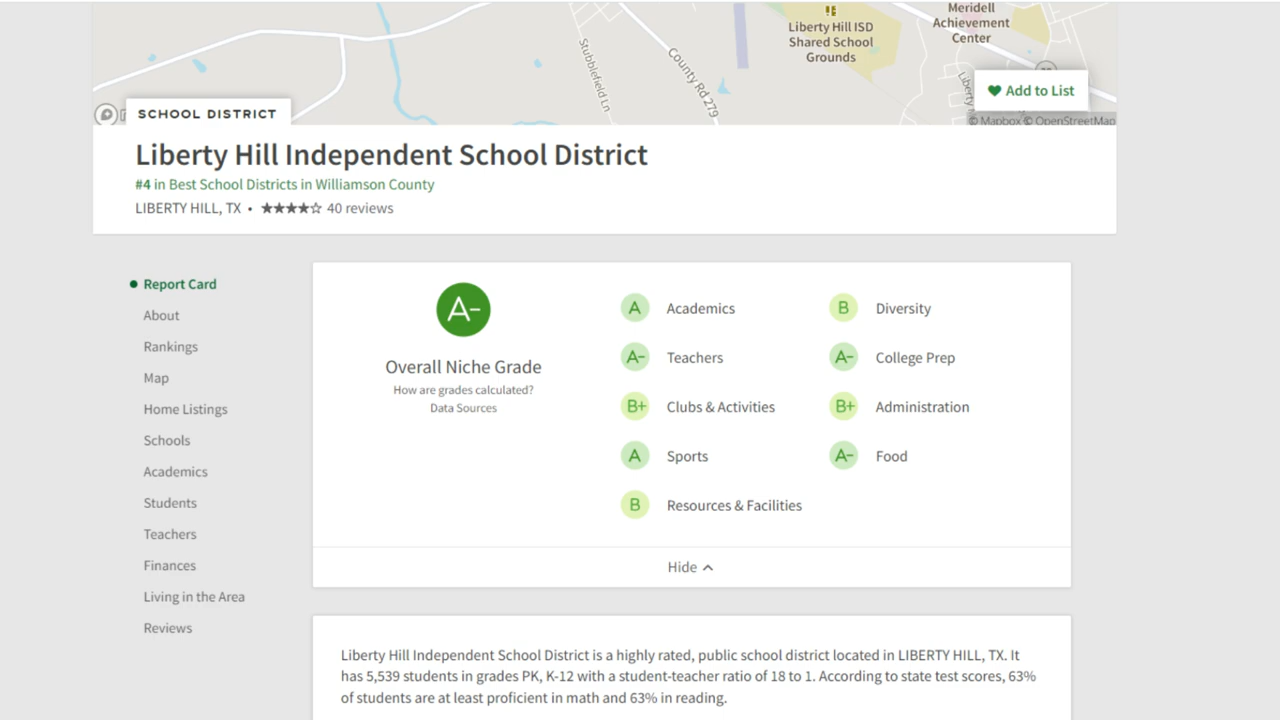 Meridell
Achievement
Center
Liberty Hill ISD
Shared School
Grounds
Stubblefield Ln
County Rd 279
Liberty
Add to List
© Mapbox © OpenStreetMap
SCHOOL DISTRICT
Liberty Hill Independent School District
#4 in Best School Districts in Williamson County
LIBERTY HILL, TX • ★★★★☆ 40 reviews
Report Card
About
Rankings
Map
Home Listings
Schools
Academics
Students
Teachers
Finances
Living in the Area
Reviews
A-
Overall Niche Grade
How are grades calculated?
Data Sources
A Academics
B Diversity
A- Teachers
A- College Prep
B+ Clubs & Activities
B+ Administration
A Sports
A- Food
B Resources & Facilities
Hide
Liberty Hill Independent School District is a highly rated, public school district located in LIBERTY HILL, TX. It
has 5,539 students in grades PK, K-12 with a student-teacher ratio of 18 to 1. According to state test scores, 63%
of students are at least proficient in math and 63% in reading.